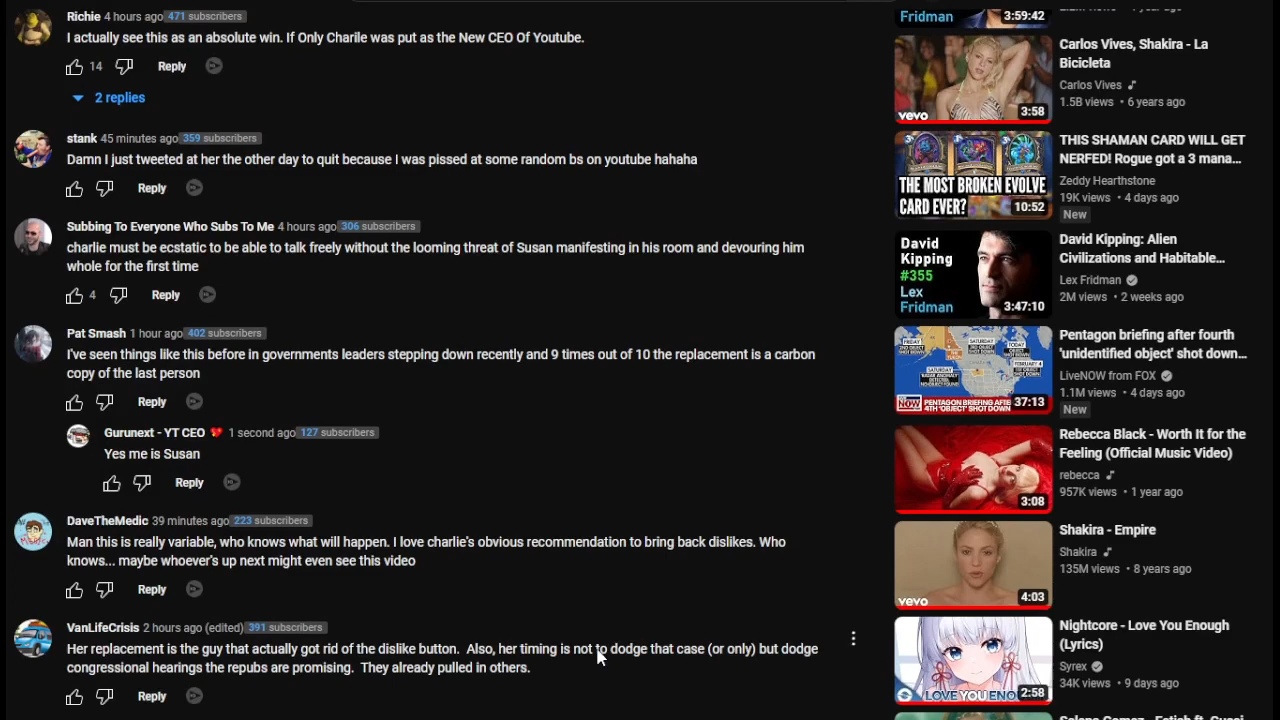 Richie 4 hours ago 471 subscribers
I actually see this as an absolute win. If Only Charile was put as the New CEO Of Youtube.
14 Reply
2 replies
stank 45 minutes ago 359 subscribers
Damn I just tweeted at her the other day to quit because I was pissed at some random bs on youtube hahaha
Reply
Subbing To Everyone Who Subs To Me 4 hours ago 306 subscribers
charlie must be ecstatic to be able to talk freely without the looming threat of Susan manifesting in his room and devouring him
whole for the first time
4 Reply
Pat Smash 1 hour ago 402 subscribers
I've seen things like this before in governments leaders stepping down recently and 9 times out of 10 the replacement is a carbon
copy of the last person
Reply
Gurunext - YT CEO 1 second ago 127 subscribers
Yes me is Susan
Reply
DaveTheMedic 39 minutes ago 223 subscribers
Man this is really variable, who knows what will happen. I love charlie's obvious recommendation to bring back dislikes. Who
knows... maybe whoever's up next might even see this video
Reply
VanLifeCrisis 2 hours ago (edited) 391 subscribers
Her replacement is the guy that actually got rid of the dislike button. Also, her timing is not to dodge that case (or only) but dodge
congressional hearings the repubs are promising. They already pulled in others.
Reply
Fridman
3:59:42
vevo
3:58
Carlos Vives, Shakira - La
Bicicleta
Carlos Vives
1.5B views • 6 years ago
THE MOST BROKEN EVOLVE
CARD EVER?
10:52
THIS SHAMAN CARD WILL GET
NERFED! Rogue got a 3 mana...
Zeddy Hearthstone
19K views • 4 days ago
New
David
Kipping
#355
Lex
Fridman
3:47:10
David Kipping: Alien
Civilizations and Habitable...
Lex Fridman
2M views • 2 weeks ago
NOW
PENTAGON BRIEFING AFTER
4TH 'OBJECT' SHOT DOWN
37:13
Pentagon briefing after fourth
'unidentified object' shot down...
LiveNOW from FOX
1.1M views • 4 days ago
New
3:08
Rebecca Black - Worth It for the
Feeling (Official Music Video)
rebecca
957K views • 1 year ago
vevo
4:03
Shakira - Empire
Shakira
135M views • 8 years ago
LOVE YOU ENO
2:58
Nightcore - Love You Enough
(Lyrics)
Syrex
34K views • 9 days ago